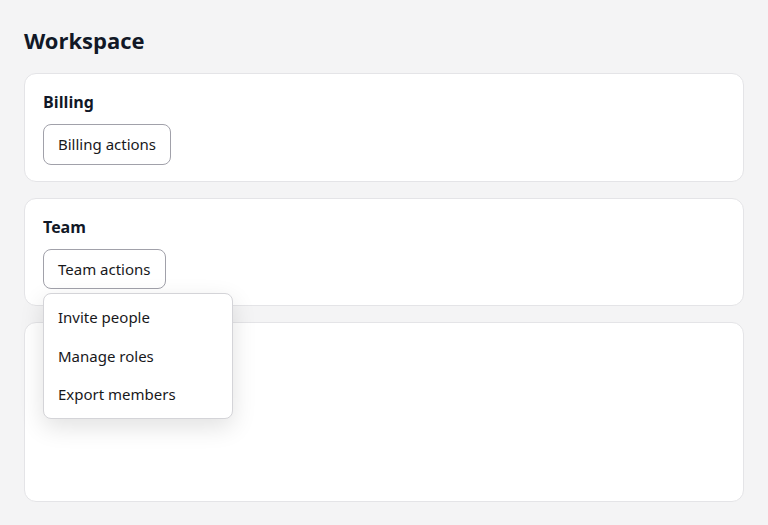 Workspace
Billing
Billing actions
Team
Team actions
Invite people
Manage roles
Export members